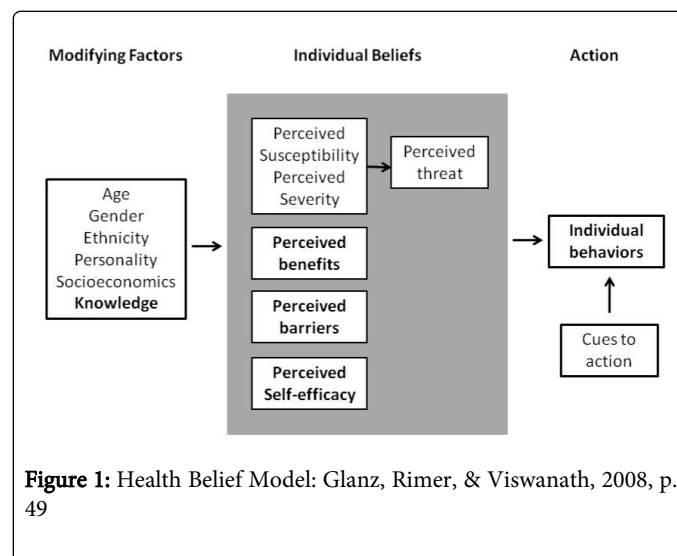 Modifying Factors
Individual Beliefs
Action
Age
Gender
Ethnicity
Personality
Socioeconomics
Knowledge
Perceived
Susceptibility
Perceived
Severity
Perceived
threat
Perceived
benefits
Perceived
barriers
Perceived
Self-efficacy
Individual
behaviors
Cues to
action
Figure 1: Health Belief Model: Glanz, Rimer, & Viswanath, 2008, p.
49